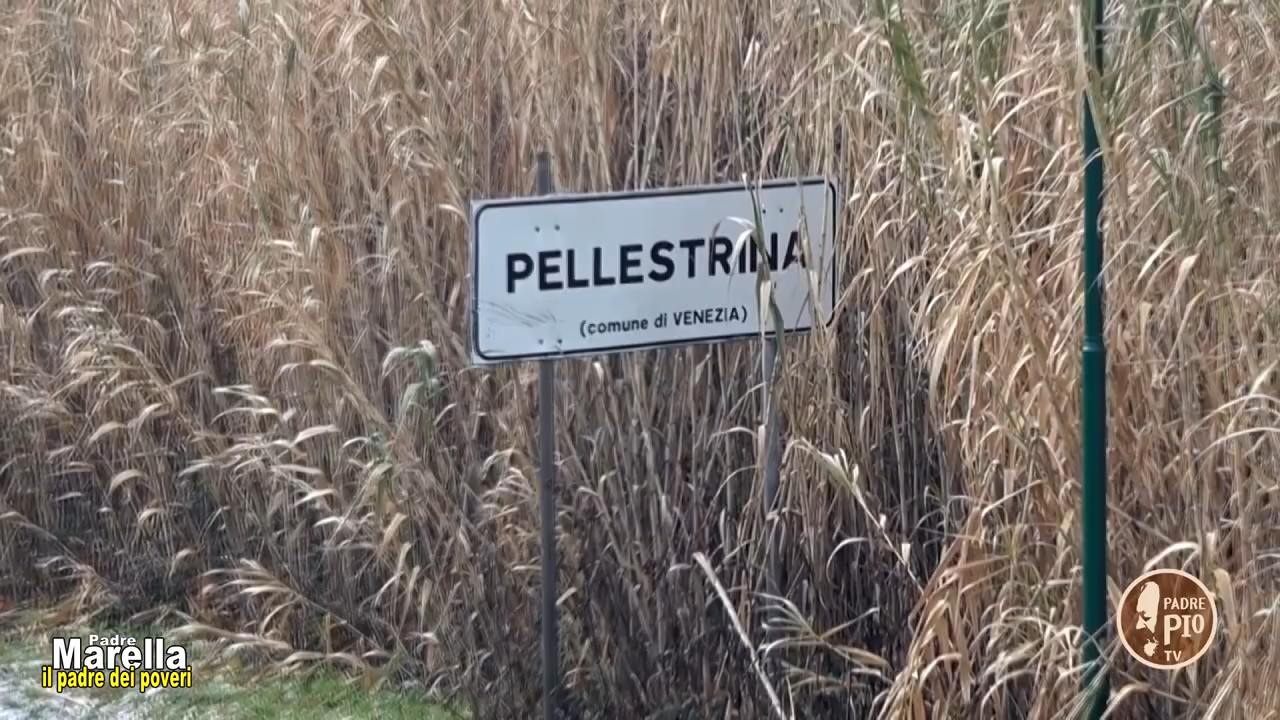 PELLESTRINA
(comune di VENEZIA)
Padre
Marella
il padre dei poveri
PADRE
PIO
TV